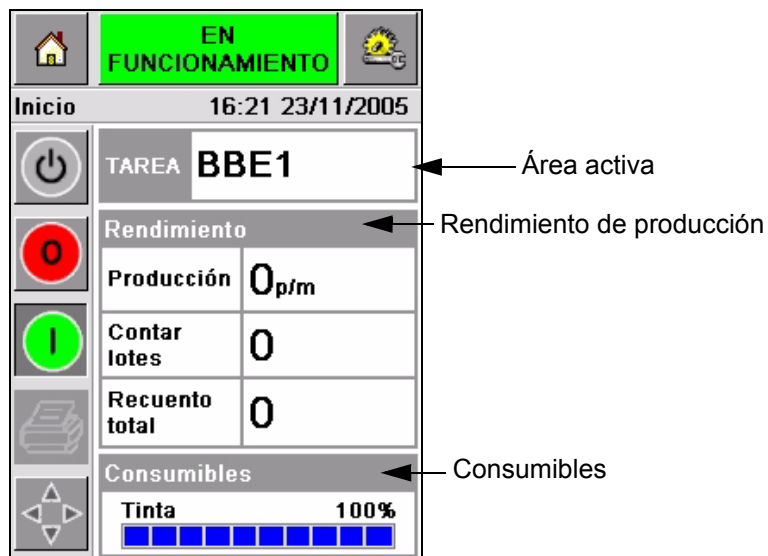 EN
FUNCIONAMIENTO
Inicio 16:21 23/11/2005
TAREA BBE1
Área activa
Rendimiento
Rendimiento de producción
0
Producción 0p/m
I
Contar
lotes 0
Recuento
total 0
Consumibles
Consumibles
Tinta 100%